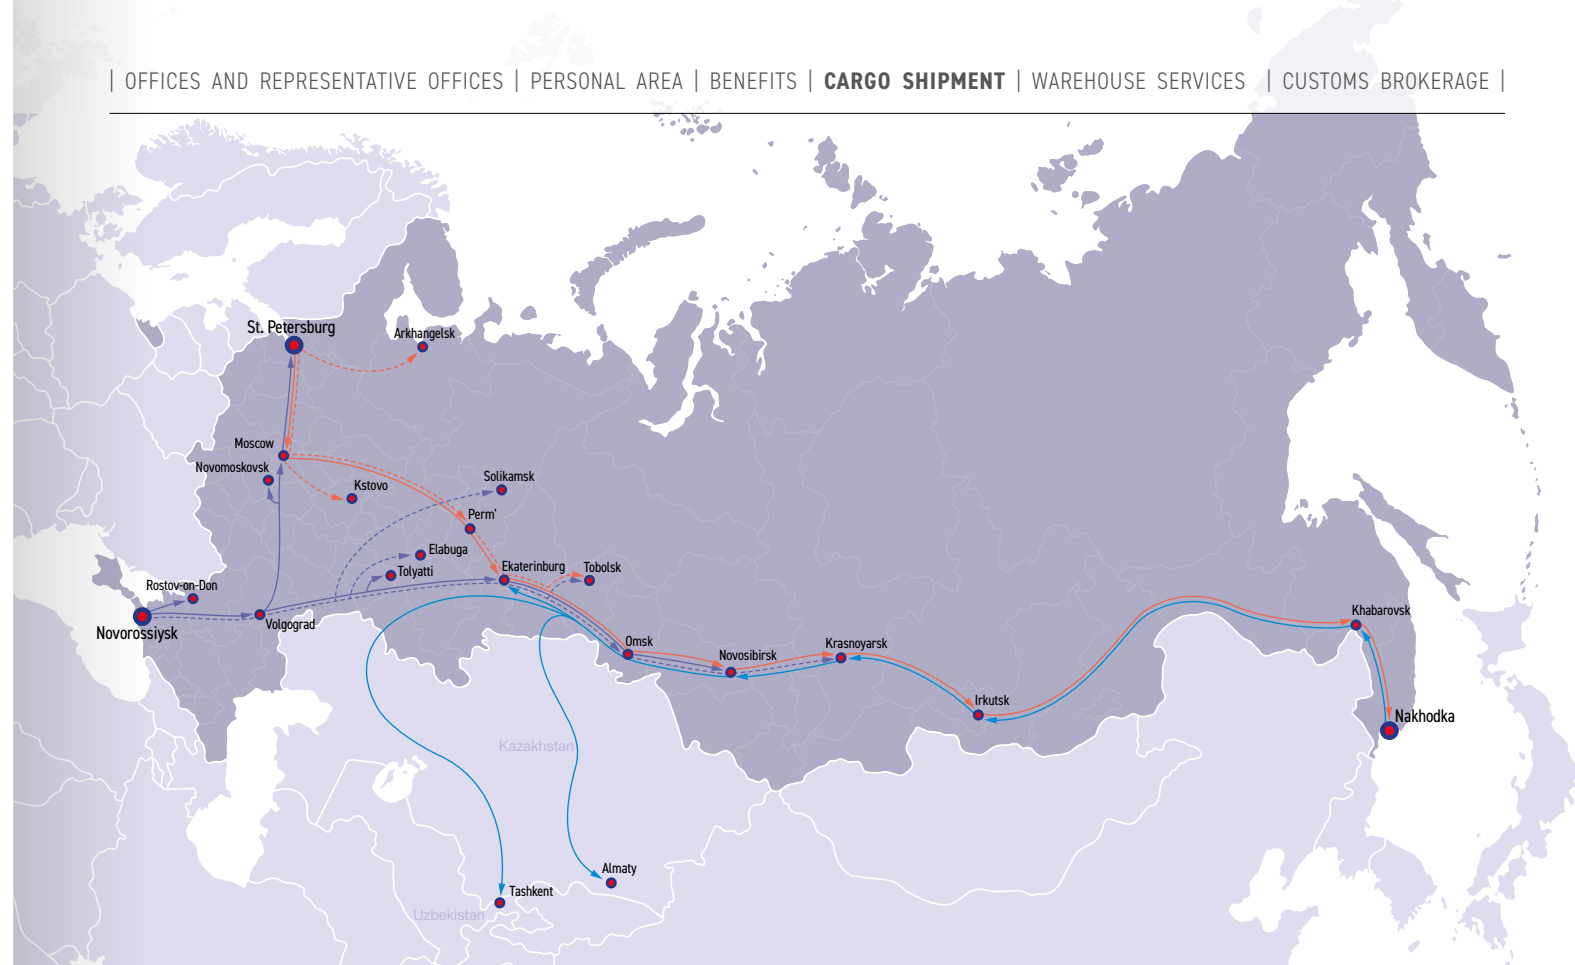 | OFFICES AND REPRESENTATIVE OFFICES | PERSONAL AREA | BENEFITS | CARGO SHIPMENT | WAREHOUSE SERVICES | CUSTOMS BROKERAGE |
St. Petersburg
Arkhangelsk
Moscow
Novomoskovsk
Solikamsk
Kstovo
Perm'
Elabuga
Ekaterinburg
Tobolsk
Tolyatti
Rostov-on-Don
Khabarovsk
Volgograd
Novorossiysk
Omsk
Krasnoyarsk
Novosibirsk
Irkutsk
Nakhodka
Kazakhstan
Almaty
Tashkent
Uzbekistan